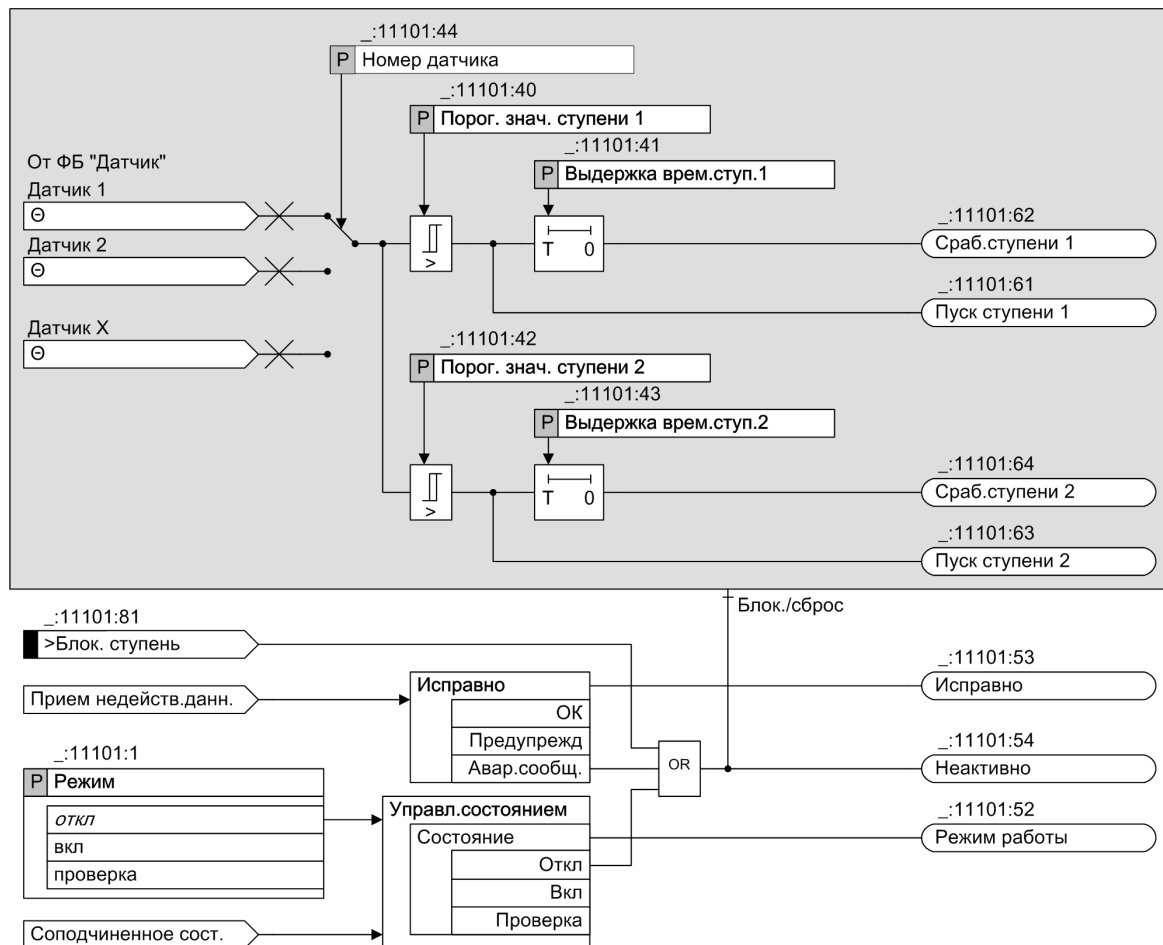 _:11101:44
P Номер датчика
_:11101:40
P Порог. знач. ступени 1
_:11101:41
P Выдержка врем.ступ.1
От ФБ "Датчик"
Датчик 1
Θ
Датчик 2
Θ
Датчик X
Θ
>
T 0
_:11101:62
Сраб.ступени 1
_:11101:61
Пуск ступени 1
_:11101:42
P Порог. знач. ступени 2
_:11101:43
P Выдержка врем.ступ.2
>
T 0
_:11101:64
Сраб.ступени 2
_:11101:63
Пуск ступени 2
Блок./сброс
_:11101:81
>Блок. ступень
Прием недейств.данн.
Исправно
ОК
Предупрежд
Авар.сообщ.
OR
_:11101:53
Исправно
_:11101:54
Неактивно
_:11101:1
P Режим
откл
вкл
проверка
Управл.состоянием
Состояние
Откл
Вкл
Проверка
_:11101:52
Режим работы
Соподчиненное сост.